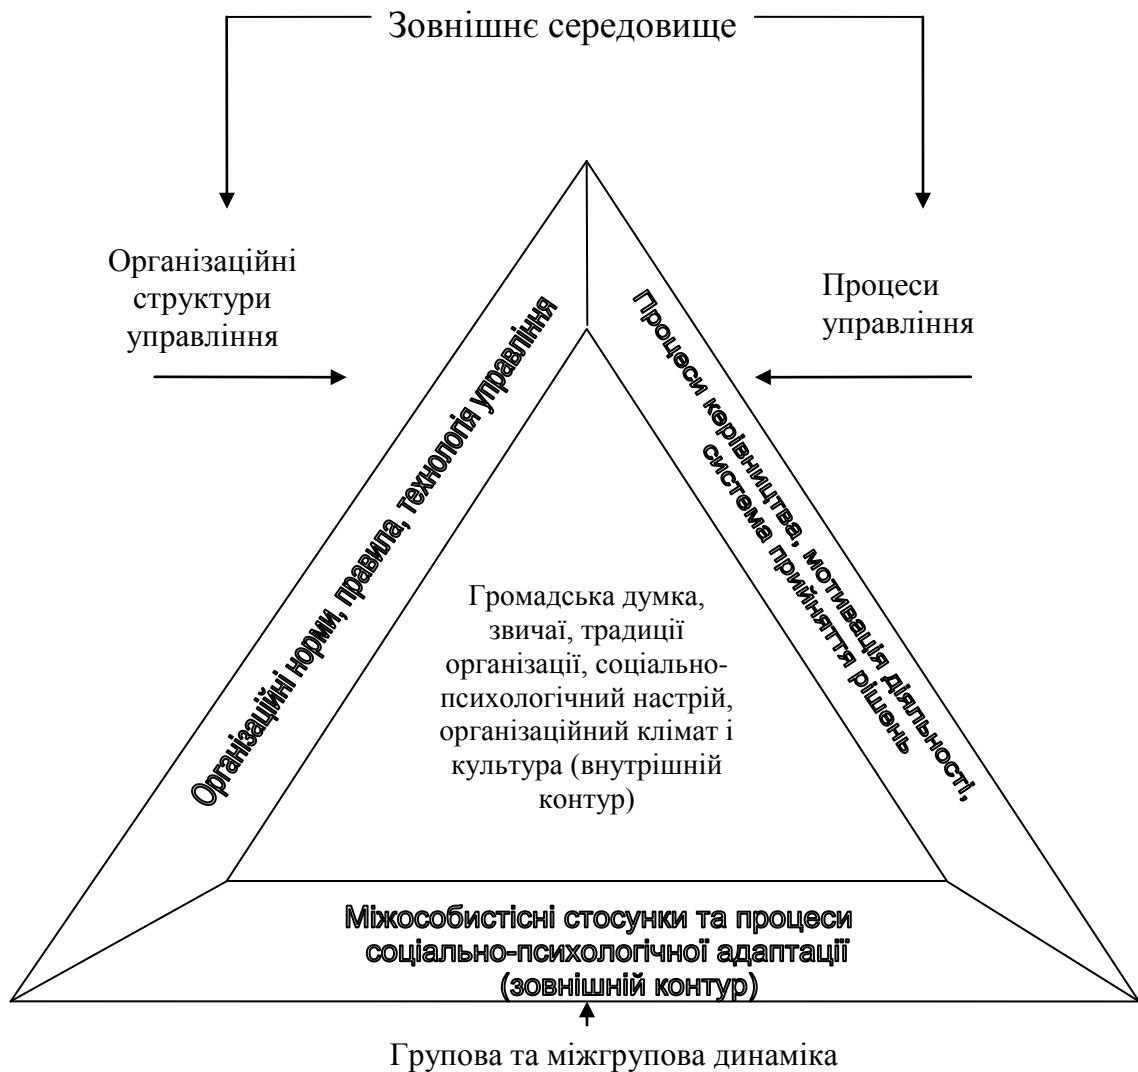 Зовнішнє середовище
Організаційні
структури
управління
Процеси
управління
Організаційні норми, правила, технологія управління
Процеси керівництва, мотивація діяльності,
система прийняття рішень
Громадська думка,
звичаї, традиції
організації, соціально-
психологічний настрій,
організаційний клімат і
культура (внутрішній
контур)
Міжособистісні стосунки та процеси
соціально-психологічної адаптації
(зовнішній контур)
Групова та міжгрупова динаміка